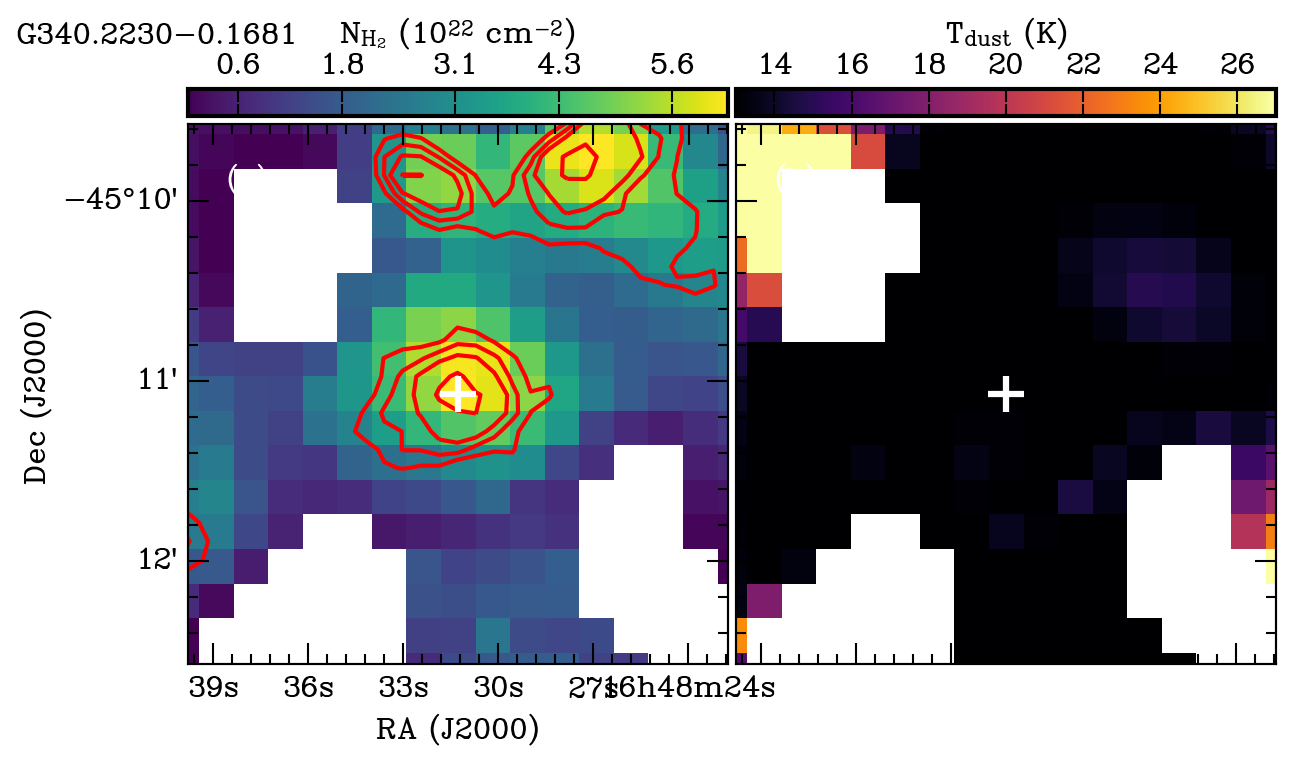 G340.2230−0.1681 N_H₂ (10²² cm⁻²) T_dust (K)
0.6 1.8 3.1 4.3 5.6 14 16 18 20 22 24 26
−45°10'
11'
12'
Dec (J2000)
39s 36s 33s 30s 27s 16h48m24s
RA (J2000)